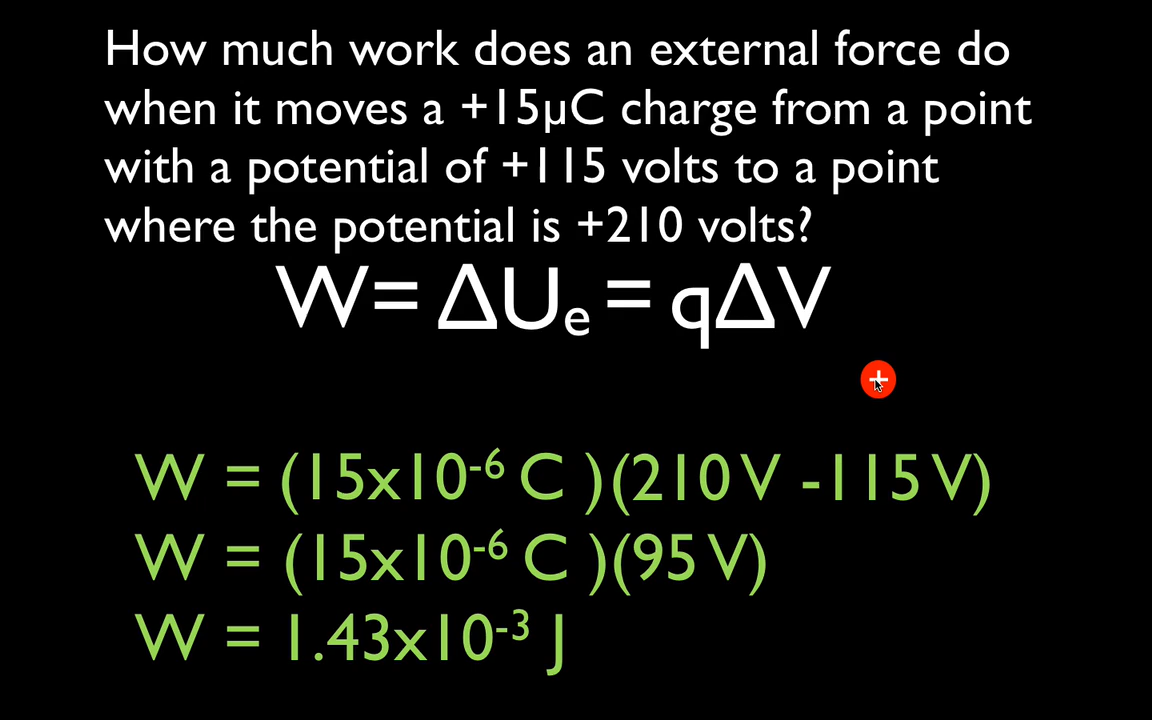 How much work does an external force do
when it moves a +15µC charge from a point
with a potential of +115 volts to a point
where the potential is +210 volts?
W= ΔUₑ = qΔV
+
W = (15x10⁻⁶ C )(210 V -115 V)
W = (15x10⁻⁶ C )(95 V)
W = 1.43x10⁻³ J